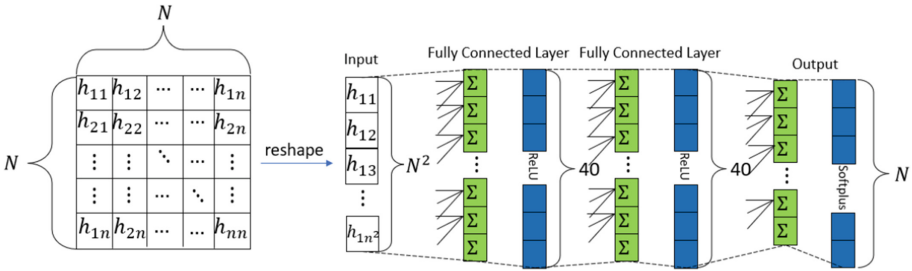 N
N
h₁₁ h₁₂ ··· ··· h₁ₙ
h₂₁ h₂₂ ··· ··· h₂ₙ
⋮ ⋮ ⋱ ··· ⋮
⋮ ⋮ ··· ⋱ ⋮
h₁ₙ h₂ₙ ··· ··· hₙₙ
reshape
Input
h₁₁
h₁₂
h₁₃
⋮
h₁ₙ²
N²
Fully Connected Layer
Σ
Σ
Σ
⋮
Σ
Σ
Σ
ReLU
40
Fully Connected Layer
Σ
Σ
Σ
⋮
Σ
Σ
Σ
ReLU
40
Output
Σ
Σ
Σ
⋮
Σ
Σ
Softplus
N